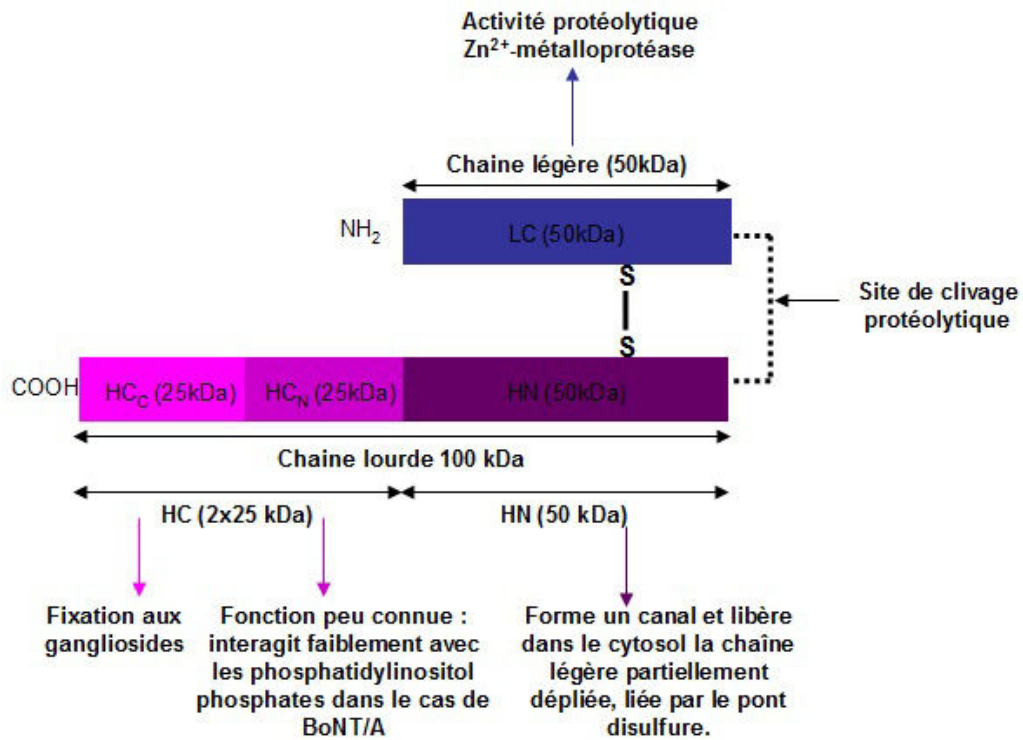 Activité protéolytique
Zn²⁺-métalloprotéase
Chaine légère (50kDa)
NH₂
LC (50kDa)
S
S
Site de clivage
protéolytique
COOH
HC_C (25kDa)
HC_N (25kDa)
HN (50kDa)
Chaine lourde 100 kDa
HC (2x25 kDa)
HN (50 kDa)
Fixation aux
gangliosides
Fonction peu connue :
interagit faiblement avec
les phosphatidylinositol
phosphates dans le cas de
BoNT/A
Forme un canal et libère
dans le cytosol la chaîne
légère partiellement
dépliée, liée par le pont
disulfure.